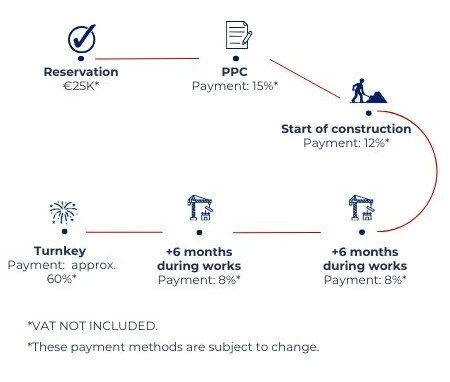 Reservation
€25K*
PPC
Payment: 15%*
Start of construction
Payment: 12%*
+6 months
during works
Payment: 8%*
+6 months
during works
Payment: 8%*
Turnkey
Payment: approx.
60%*
*VAT NOT INCLUDED.
*These payment methods are subject to change.